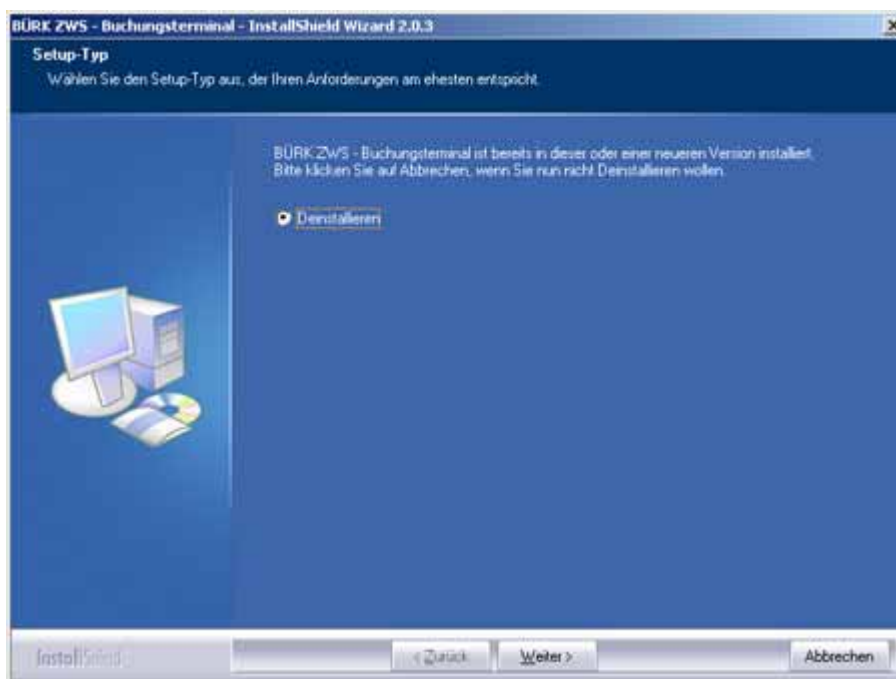 BÜRK ZWS - Buchungsterminal - InstallShield Wizard 2.0.3
Setup-Typ
Wählen Sie den Setup-Typ aus, der Ihren Anforderungen am ehesten entspricht.
BÜRK ZWS - Buchungsterminal ist bereits in dieser oder einer neueren Version installiert.
Bitte klicken Sie auf Abbrechen, wenn Sie nun nicht Deinstallieren wollen.
Deinstallieren
InstallShield
< Zurück
Weiter >
Abbrechen